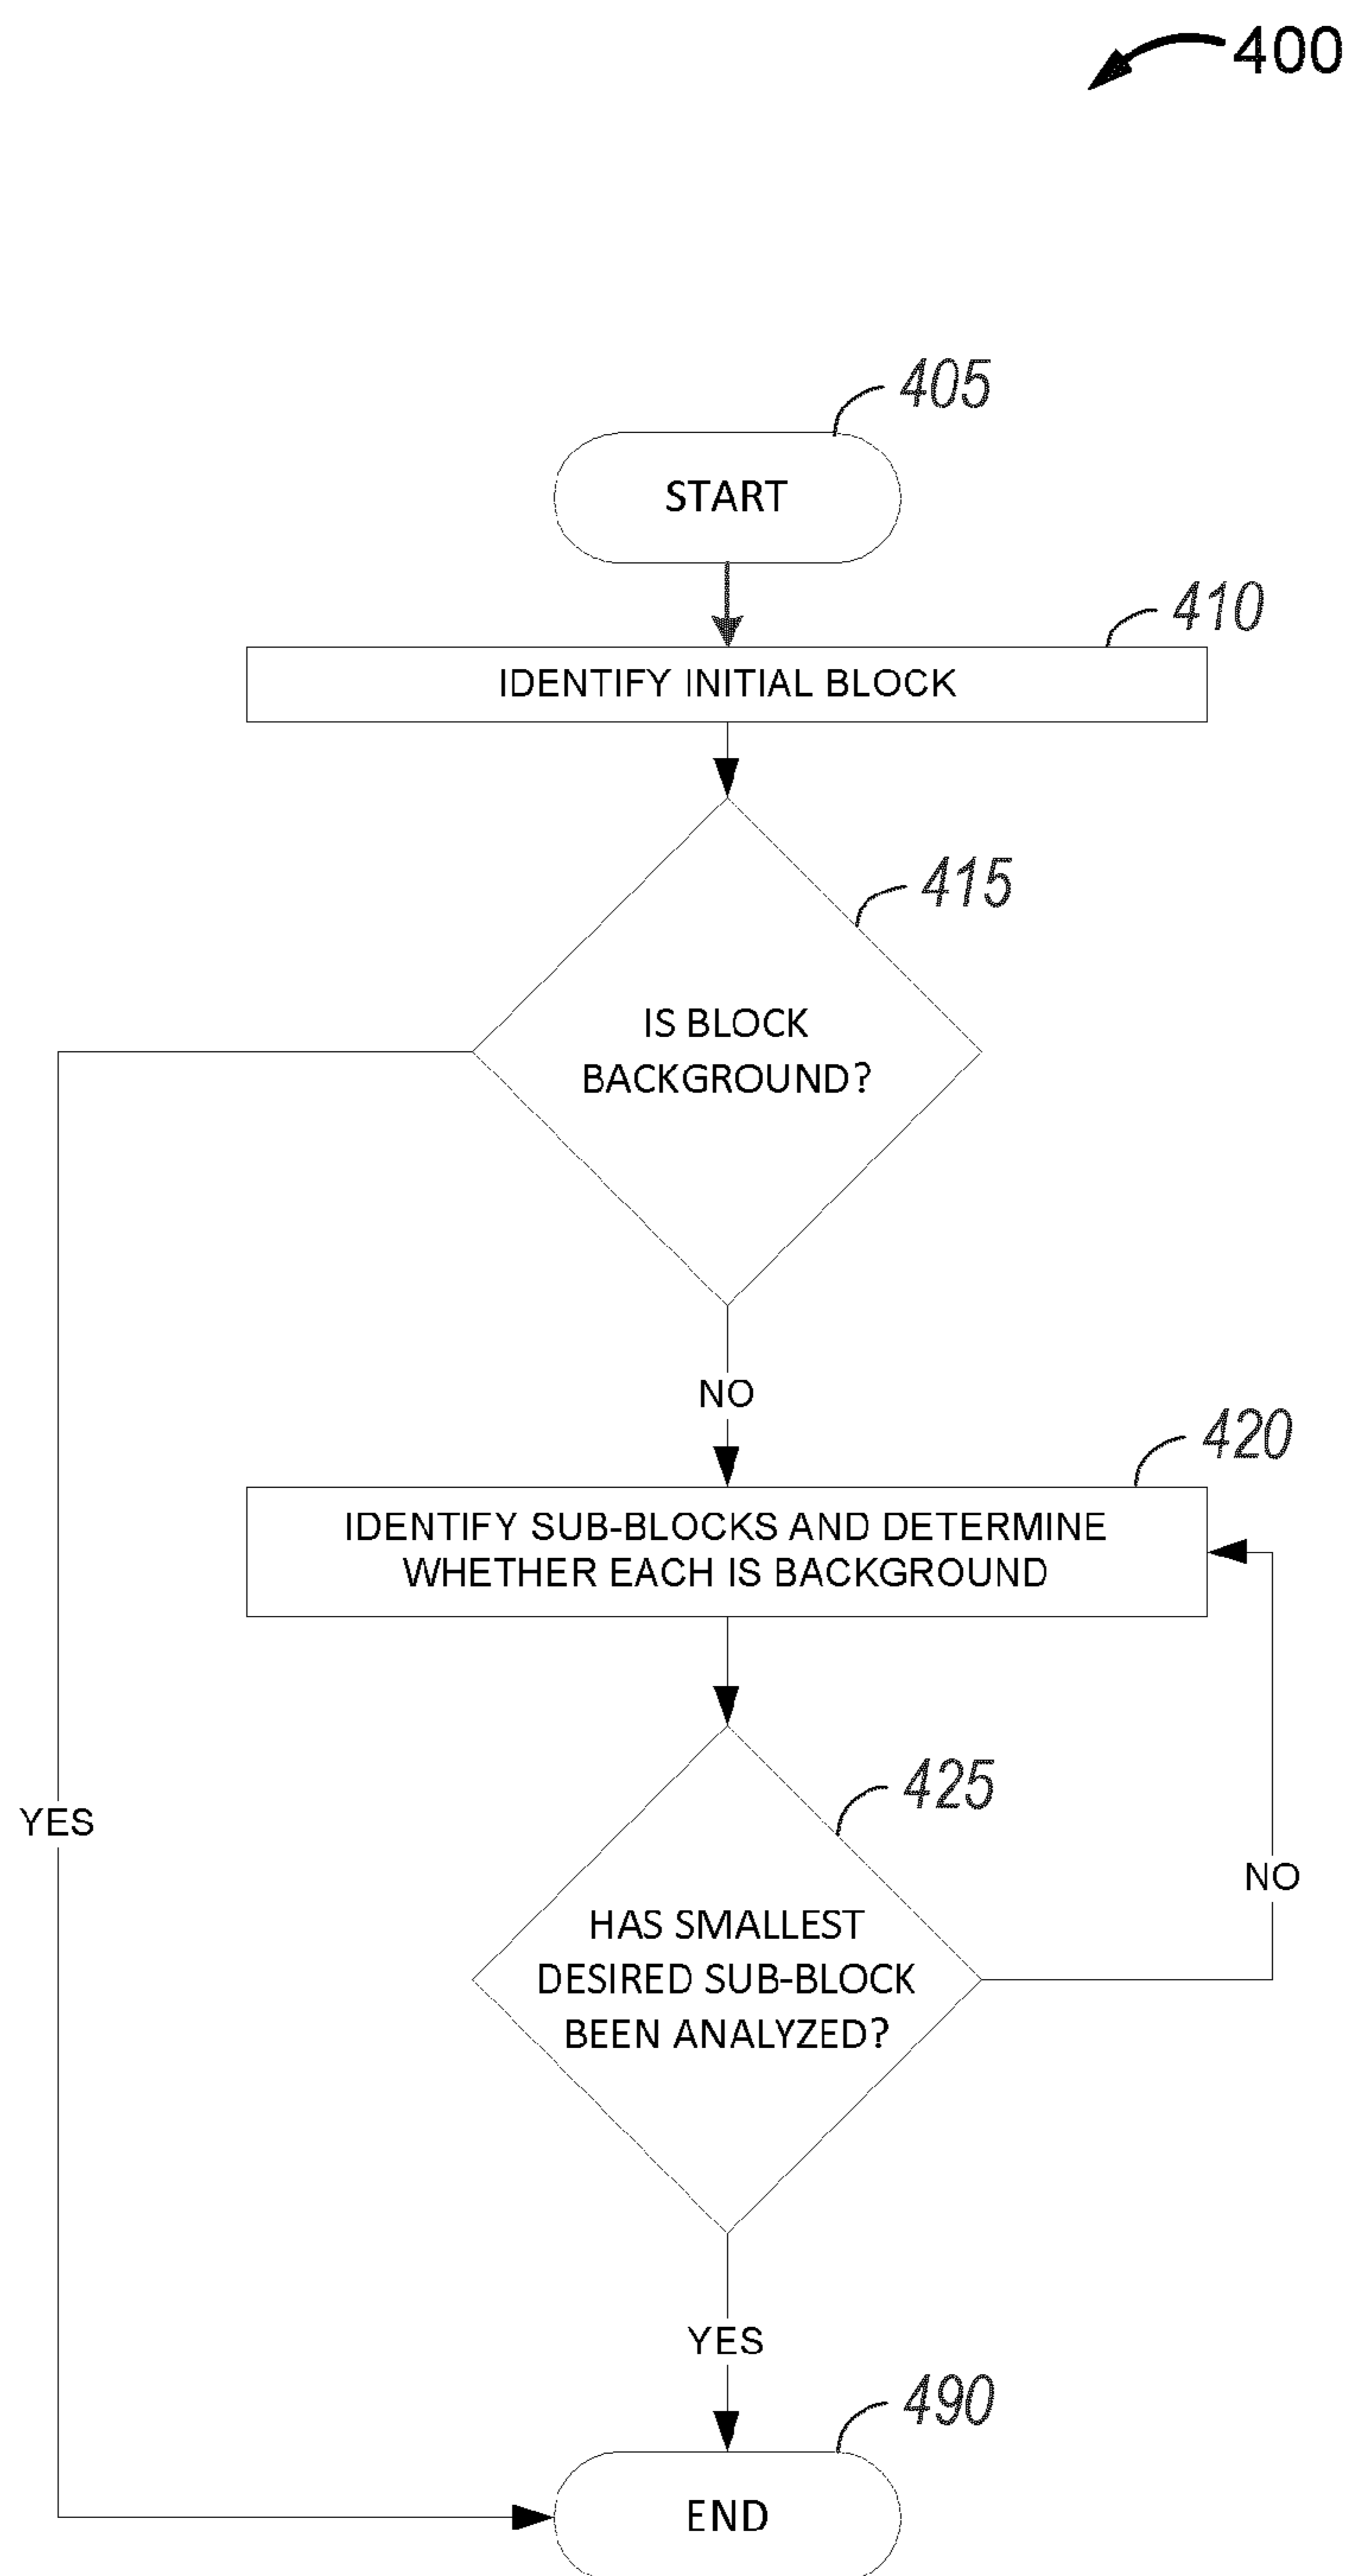 400
405
START
410
IDENTIFY INITIAL BLOCK
415
IS BLOCK
BACKGROUND?
NO
420
IDENTIFY SUB-BLOCKS AND DETERMINE
WHETHER EACH IS BACKGROUND
425
YES
NO
HAS SMALLEST
DESIRED SUB-BLOCK
BEEN ANALYZED?
YES
490
END